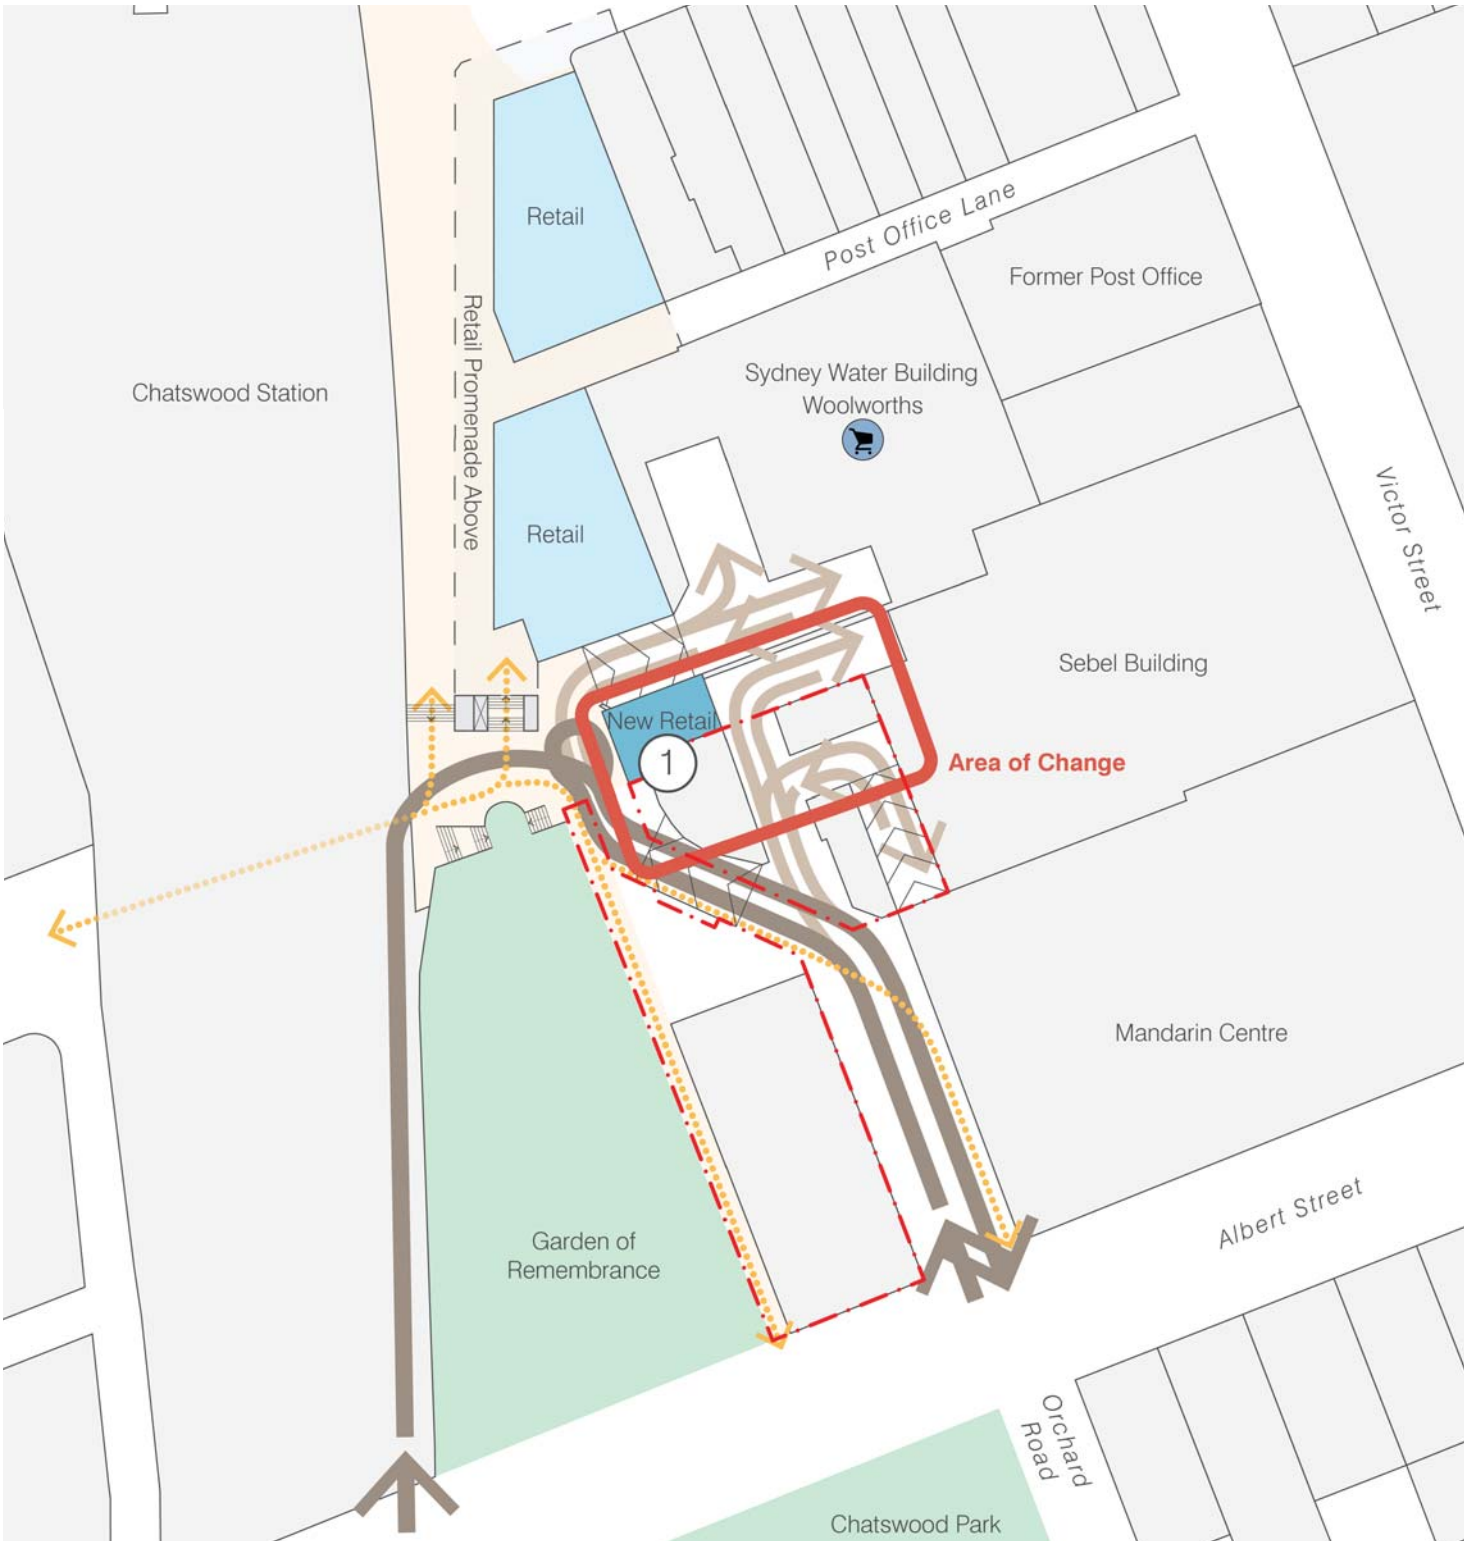 Retail
Post Office Lane
Former Post Office
Retail Promenade Above
Chatswood Station
Sydney Water Building
Woolworths
Retail
Victor Street
Sebel Building
New Retail
1
Area of Change
Mandarin Centre
Albert Street
Garden of
Remembrance
Orchard
Road
Chatswood Park